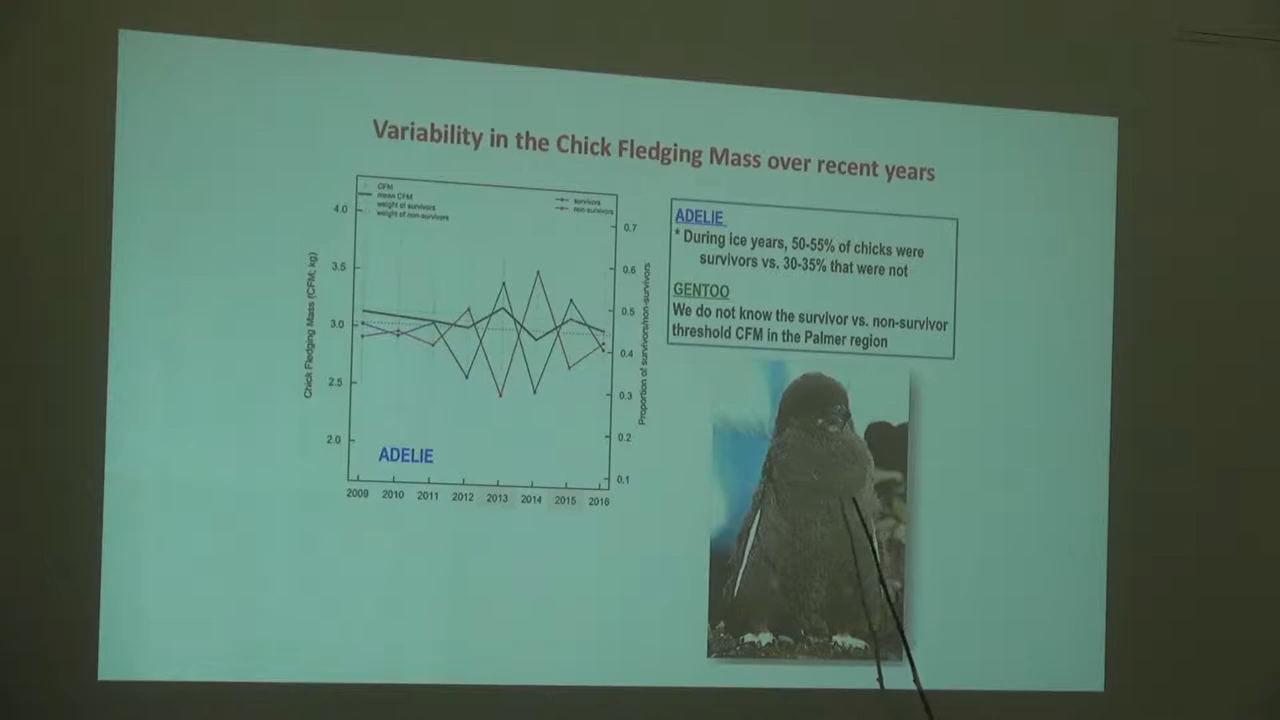 Variability in the Chick Fledging Mass over recent years
CFM
mean CFM
weight of survivors
weight of non-survivors
survivors
non-survivors
4.0
3.5
3.0
2.5
2.0
Chick Fledging Mass (CFM; kg)
0.7
0.6
0.5
0.4
0.3
0.2
0.1
Proportion of survivors/non-survivors
ADELIE
2009 2010 2011 2012 2013 2014 2015 2016
ADELIE
* During ice years, 50-55% of chicks were
survivors vs. 30-35% that were not
GENTOO
We do not know the survivor vs. non-survivor
threshold CFM in the Palmer region